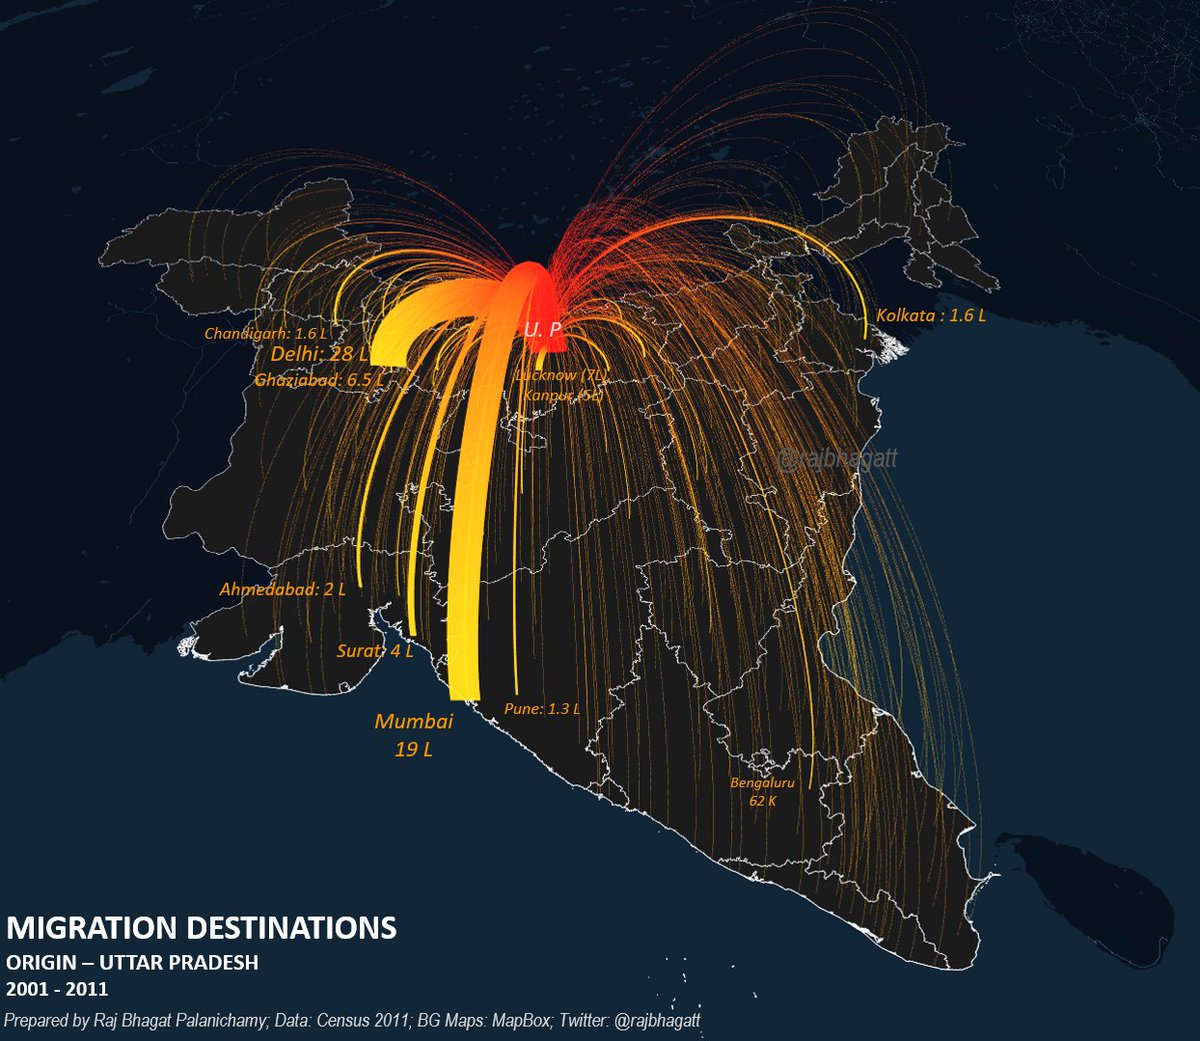 U. P
Kolkata : 1.6 L
Chandigarh: 1.6 L
Delhi: 28 L
Ghaziabad: 6.5 L
Lucknow (7L)
Kanpur (5L)
@rajbhagatt
Ahmedabad: 2 L
Surat: 4 L
Pune: 1.3 L
Mumbai
19 L
Bengaluru
62 K
MIGRATION DESTINATIONS
ORIGIN – UTTAR PRADESH
2001 - 2011
Prepared by Raj Bhagat Palanichamy; Data: Census 2011; BG Maps: MapBox; Twitter: @rajbhagatt